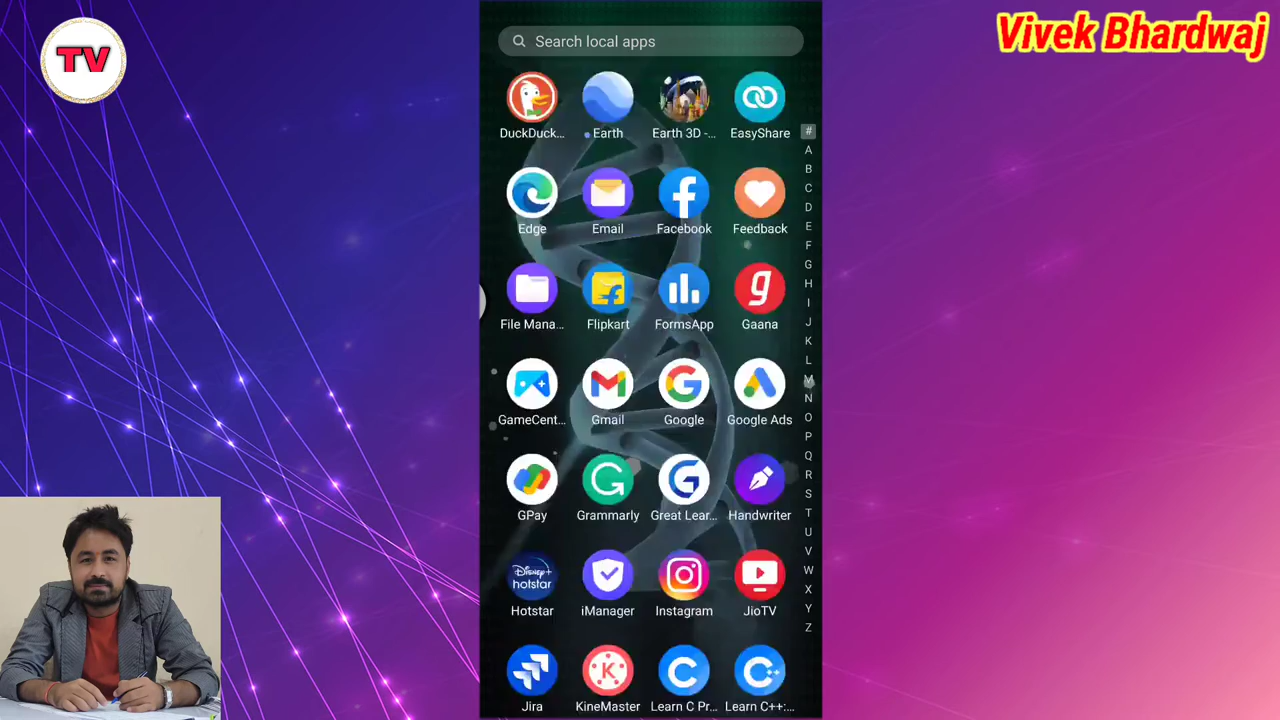 TV
Vivek Bhardwaj
Search local apps
DuckDuck...
Earth
Earth 3D -...
EasyShare
Edge
Email
Facebook
Feedback
File Mana...
Flipkart
FormsApp
Gaana
GameCent...
Gmail
Google
Google Ads
GPay
Grammarly
Great Lear...
Handwriter
Disney+
hotstar
Hotstar
iManager
Instagram
JioTV
Jira
KineMaster
Learn C Pr...
Learn C++:...
#
A
B
C
D
E
F
G
H
I
J
K
L
M
N
O
P
Q
R
S
T
U
V
W
X
Y
Z